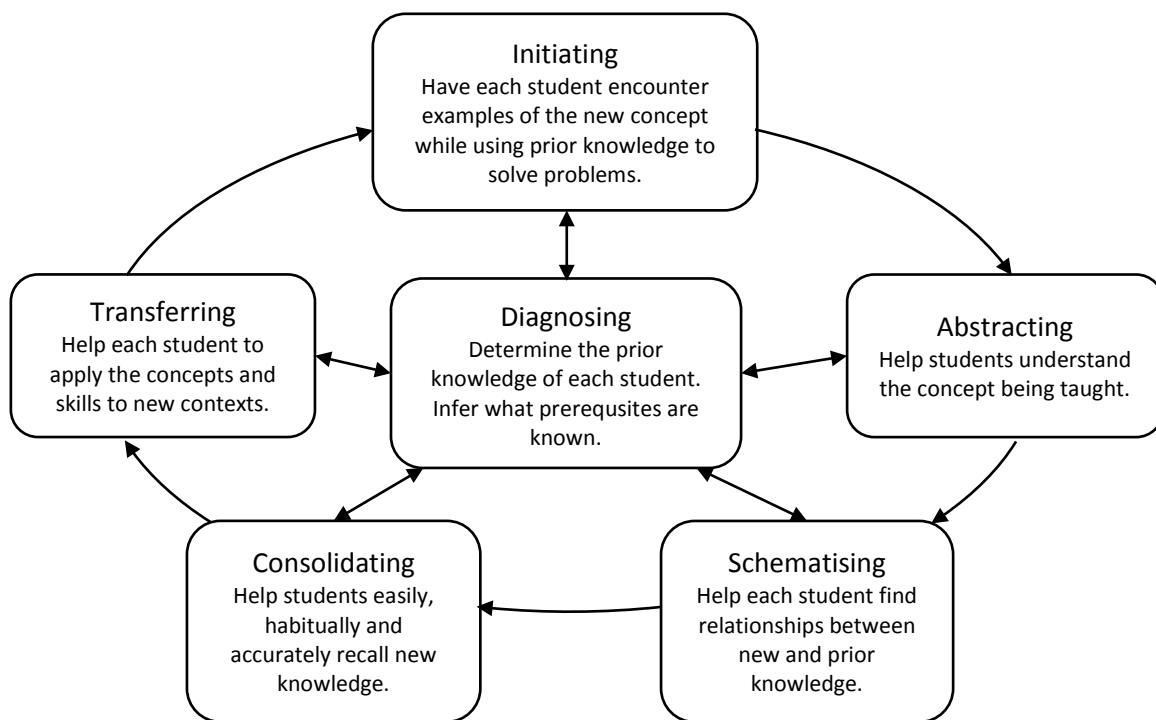 Initiating
Have each student encounter
examples of the new concept
while using prior knowledge to
solve problems.
Transferring
Help each student to
apply the concepts and
skills to new contexts.
Diagnosing
Determine the prior
knowledge of each student.
Infer what prerequsites are
known.
Abstracting
Help students understand
the concept being taught.
Consolidating
Help students easily,
habitually and
accurately recall new
knowledge.
Schematising
Help each student find
relationships between
new and prior
knowledge.